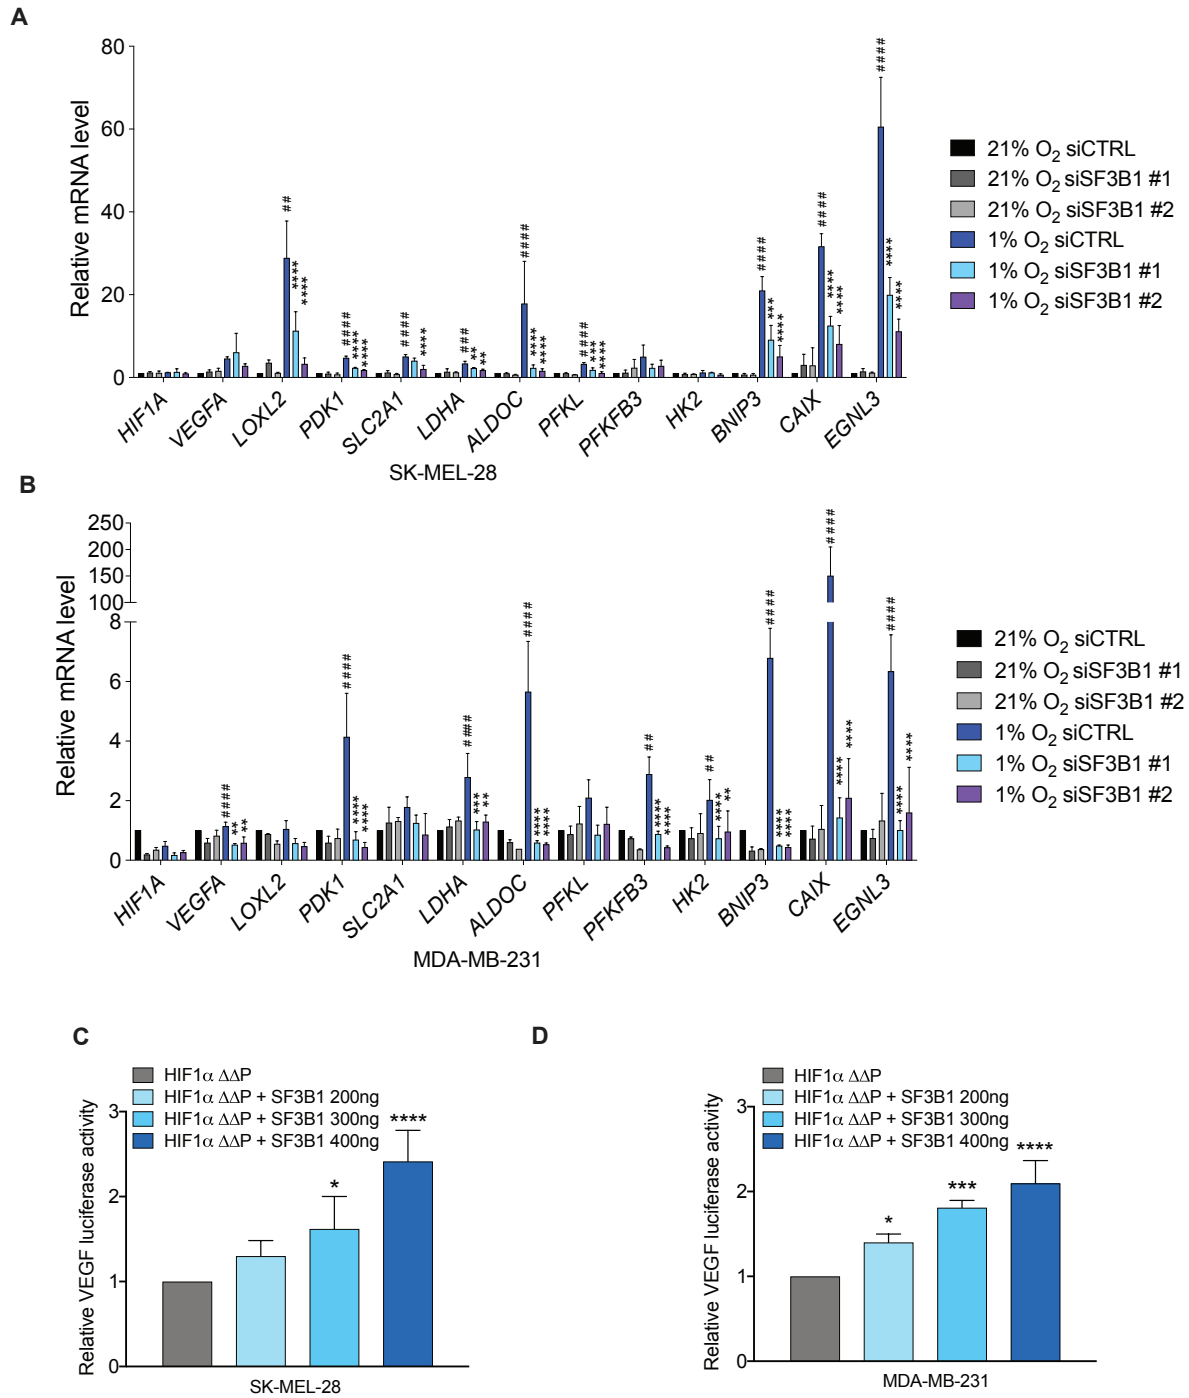 A
Relative mRNA level
80
60
40
20
0
##
****
****
####
****
****
####
****
###
**
**
####
****
****
####
***
****
####
***
****
####
****
****
####
****
****
HIF1A
VEGFA
LOXL2
PDK1
SLC2A1
LDHA
ALDOC
PFKL
PFKFB3
HK2
BNIP3
CAIX
EGNL3
SK-MEL-28
21% O2 siCTRL
21% O2 siSF3B1 #1
21% O2 siSF3B1 #2
1% O2 siCTRL
1% O2 siSF3B1 #1
1% O2 siSF3B1 #2
B
Relative mRNA level
250
200
150
100
8
6
4
2
0
####
**
**
####
****
****
####
***
**
####
****
****
##
****
****
##
****
**
####
****
****
####
****
****
####
****
****
HIF1A
VEGFA
LOXL2
PDK1
SLC2A1
LDHA
ALDOC
PFKL
PFKFB3
HK2
BNIP3
CAIX
EGNL3
MDA-MB-231
21% O2 siCTRL
21% O2 siSF3B1 #1
21% O2 siSF3B1 #2
1% O2 siCTRL
1% O2 siSF3B1 #1
1% O2 siSF3B1 #2
C
HIF1α ΔΔP
HIF1α ΔΔP + SF3B1 200ng
HIF1α ΔΔP + SF3B1 300ng
HIF1α ΔΔP + SF3B1 400ng
Relative VEGF luciferase activity
3
2
1
0
*
****
SK-MEL-28
D
HIF1α ΔΔP
HIF1α ΔΔP + SF3B1 200ng
HIF1α ΔΔP + SF3B1 300ng
HIF1α ΔΔP + SF3B1 400ng
Relative VEGF luciferase activity
3
2
1
0
*
***
****
MDA-MB-231